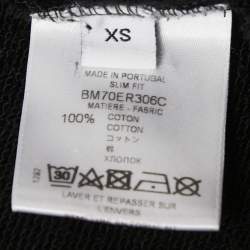 XS
MADE IN PORTUGAL
SLIM FIT
BM70ER306C
MATIERE - FABRIC
100% COTON
COTTON
コットン
棉
ХЛОПОК
30
LAVER ET REPASSER SUR
L'ENVERS